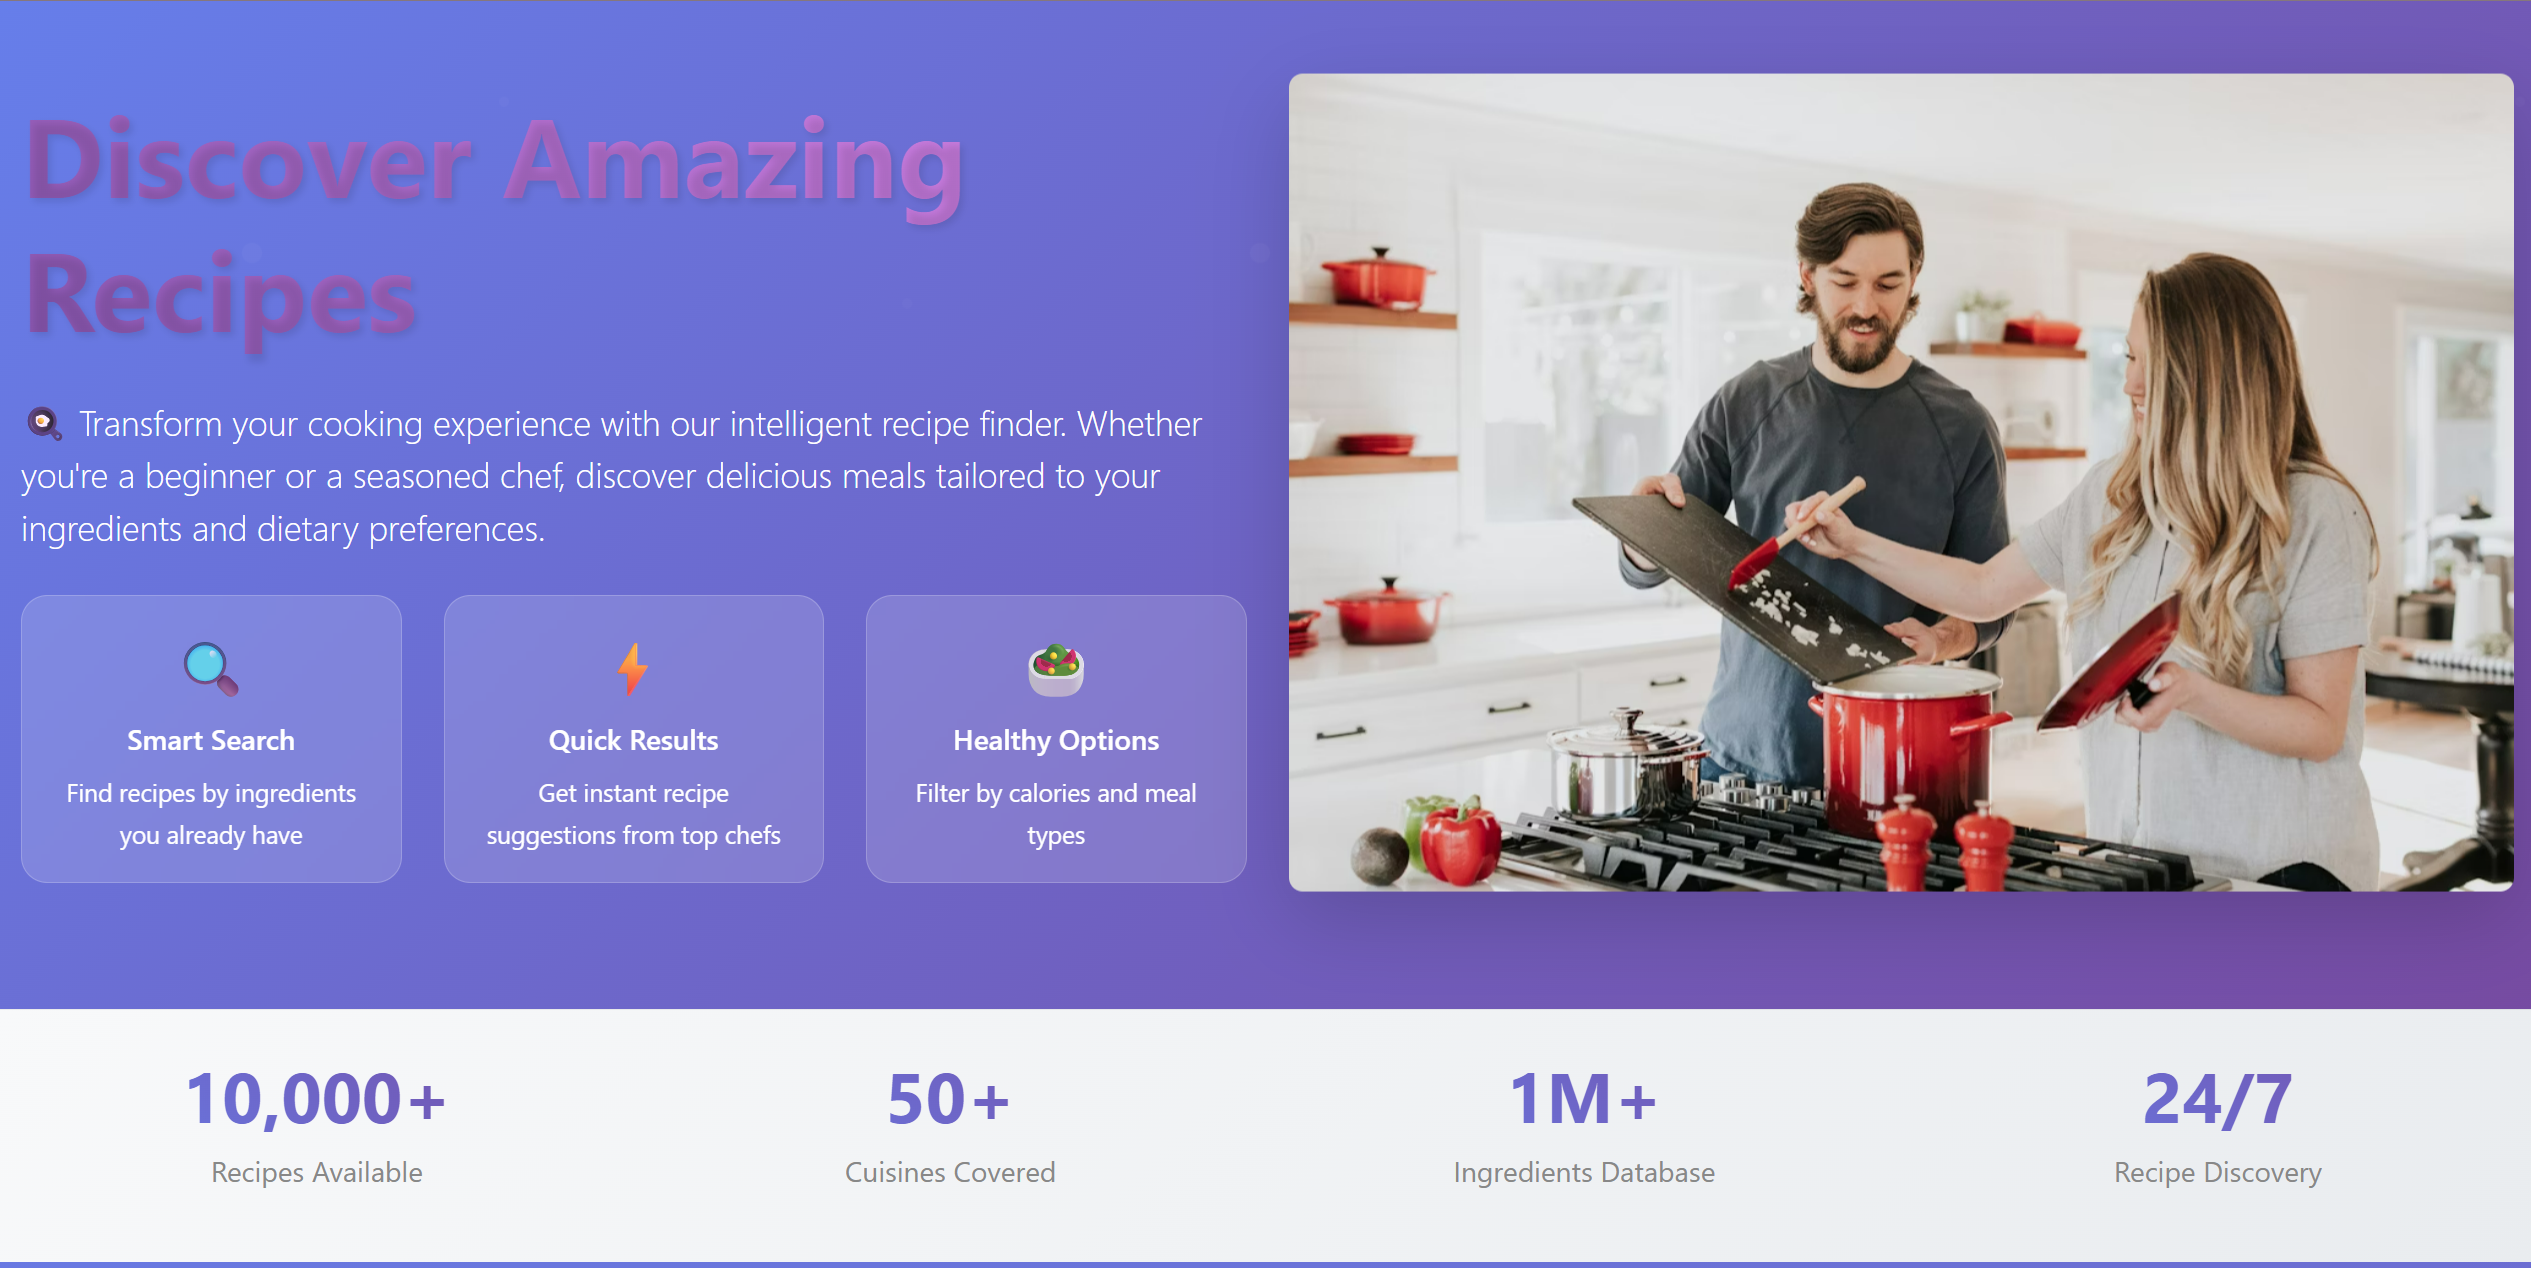 Discover Amazing
Recipes
🍳 Transform your cooking experience with our intelligent recipe finder. Whether
you're a beginner or a seasoned chef, discover delicious meals tailored to your
ingredients and dietary preferences.
Smart Search
Find recipes by ingredients
you already have
Quick Results
Get instant recipe
suggestions from top chefs
Healthy Options
Filter by calories and meal
types
10,000+
Recipes Available
50+
Cuisines Covered
1M+
Ingredients Database
24/7
Recipe Discovery